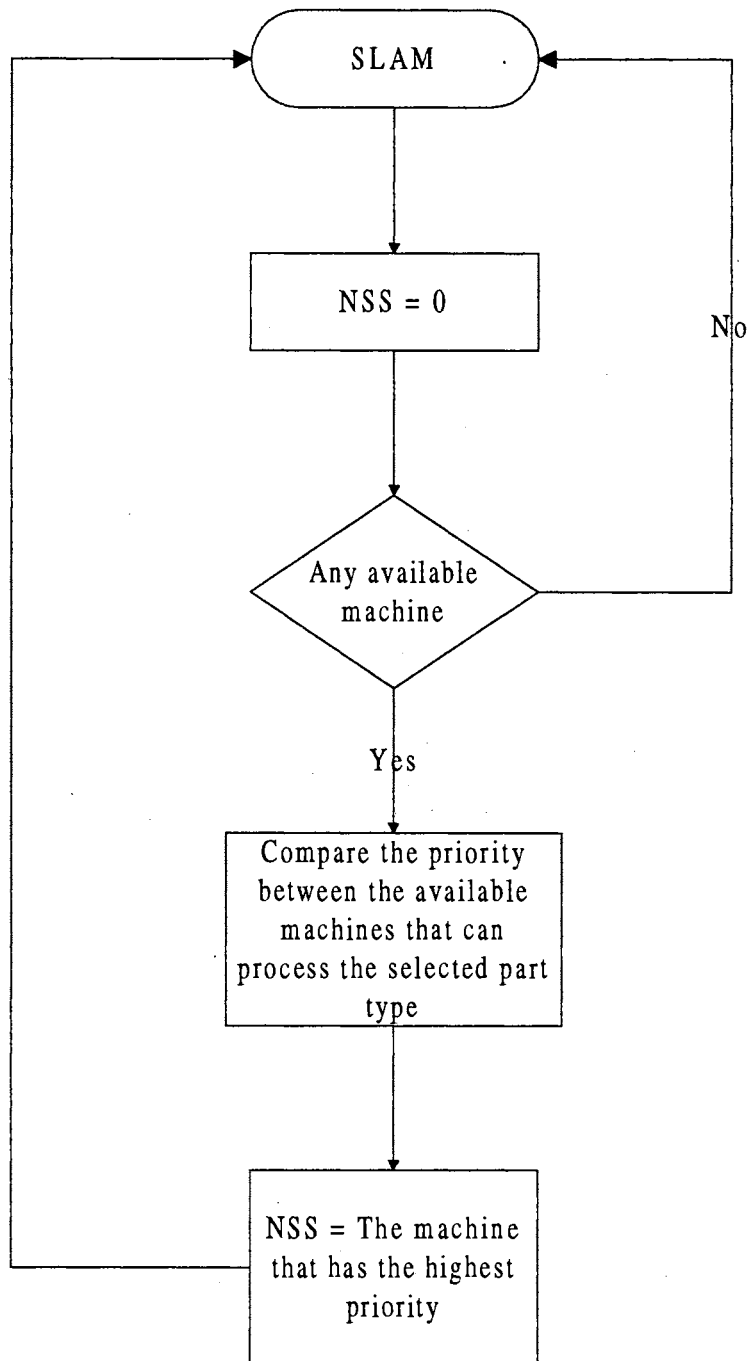 SLAM
NSS = 0
No
Any available
machine
Yes
Compare the priority
between the available
machines that can
process the selected part
type
NSS = The machine
that has the highest
priority